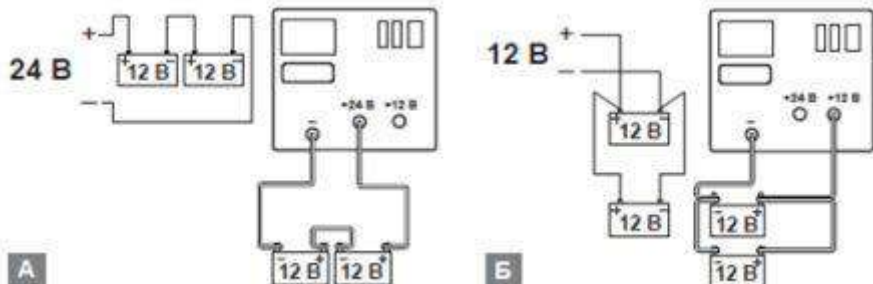 +
24 В
+ 12 В - + 12 В -
—
- +24 В +12 В
- 12 В + - 12 В +
А
12 В
+
—
+ 12 В -
+ 12 В -
- +24 В +12 В
- 12 В +
- 12 В +
Б